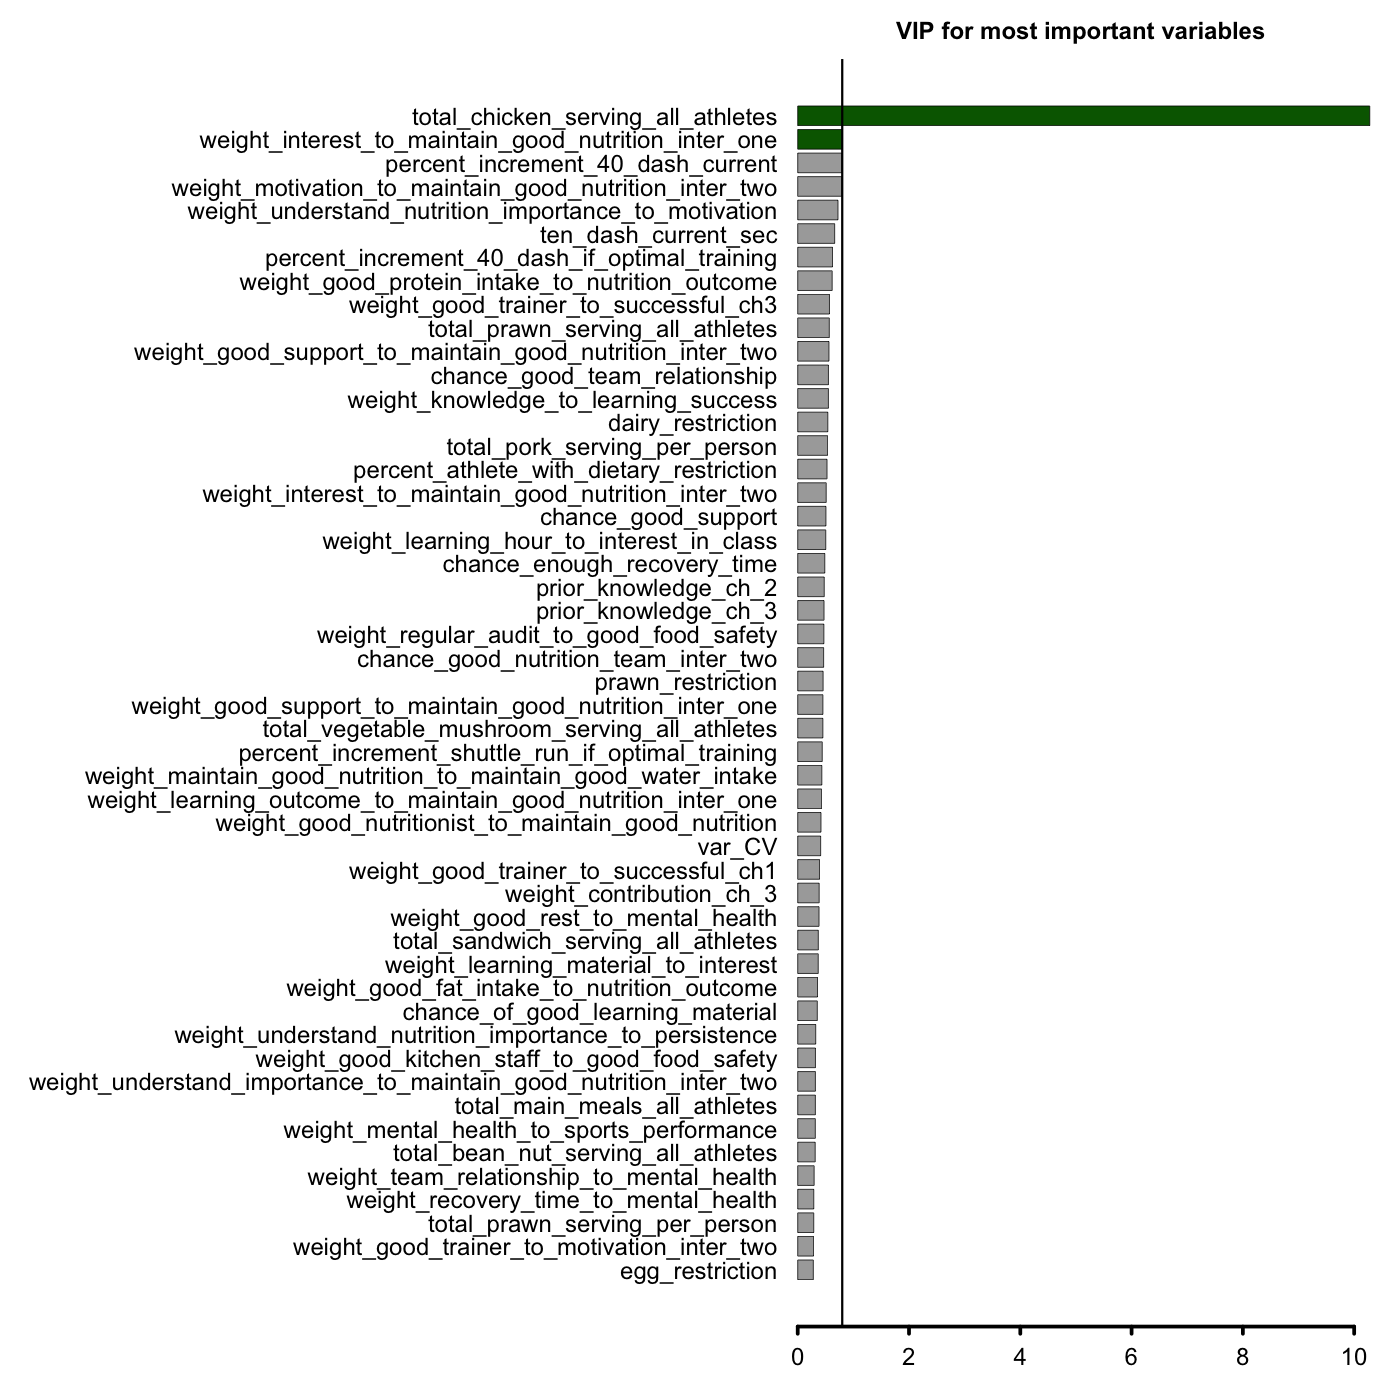 VIP for most important variables
total_chicken_serving_all_athletes
weight_interest_to_maintain_good_nutrition_inter_one
percent_increment_40_dash_current
weight_motivation_to_maintain_good_nutrition_inter_two
weight_understand_nutrition_importance_to_motivation
ten_dash_current_sec
percent_increment_40_dash_if_optimal_training
weight_good_protein_intake_to_nutrition_outcome
weight_good_trainer_to_successful_ch3
total_prawn_serving_all_athletes
weight_good_support_to_maintain_good_nutrition_inter_two
chance_good_team_relationship
weight_knowledge_to_learning_success
dairy_restriction
total_pork_serving_per_person
percent_athlete_with_dietary_restriction
weight_interest_to_maintain_good_nutrition_inter_two
chance_good_support
weight_learning_hour_to_interest_in_class
chance_enough_recovery_time
prior_knowledge_ch_2
prior_knowledge_ch_3
weight_regular_audit_to_good_food_safety
chance_good_nutrition_team_inter_two
prawn_restriction
weight_good_support_to_maintain_good_nutrition_inter_one
total_vegetable_mushroom_serving_all_athletes
percent_increment_shuttle_run_if_optimal_training
weight_maintain_good_nutrition_to_maintain_good_water_intake
weight_learning_outcome_to_maintain_good_nutrition_inter_one
weight_good_nutritionist_to_maintain_good_nutrition
var_CV
weight_good_trainer_to_successful_ch1
weight_contribution_ch_3
weight_good_rest_to_mental_health
total_sandwich_serving_all_athletes
weight_learning_material_to_interest
weight_good_fat_intake_to_nutrition_outcome
chance_of_good_learning_material
weight_understand_nutrition_importance_to_persistence
weight_good_kitchen_staff_to_good_food_safety
weight_understand_importance_to_maintain_good_nutrition_inter_two
total_main_meals_all_athletes
weight_mental_health_to_sports_performance
total_bean_nut_serving_all_athletes
weight_team_relationship_to_mental_health
weight_recovery_time_to_mental_health
total_prawn_serving_per_person
weight_good_trainer_to_motivation_inter_two
egg_restriction
0 2 4 6 8 10